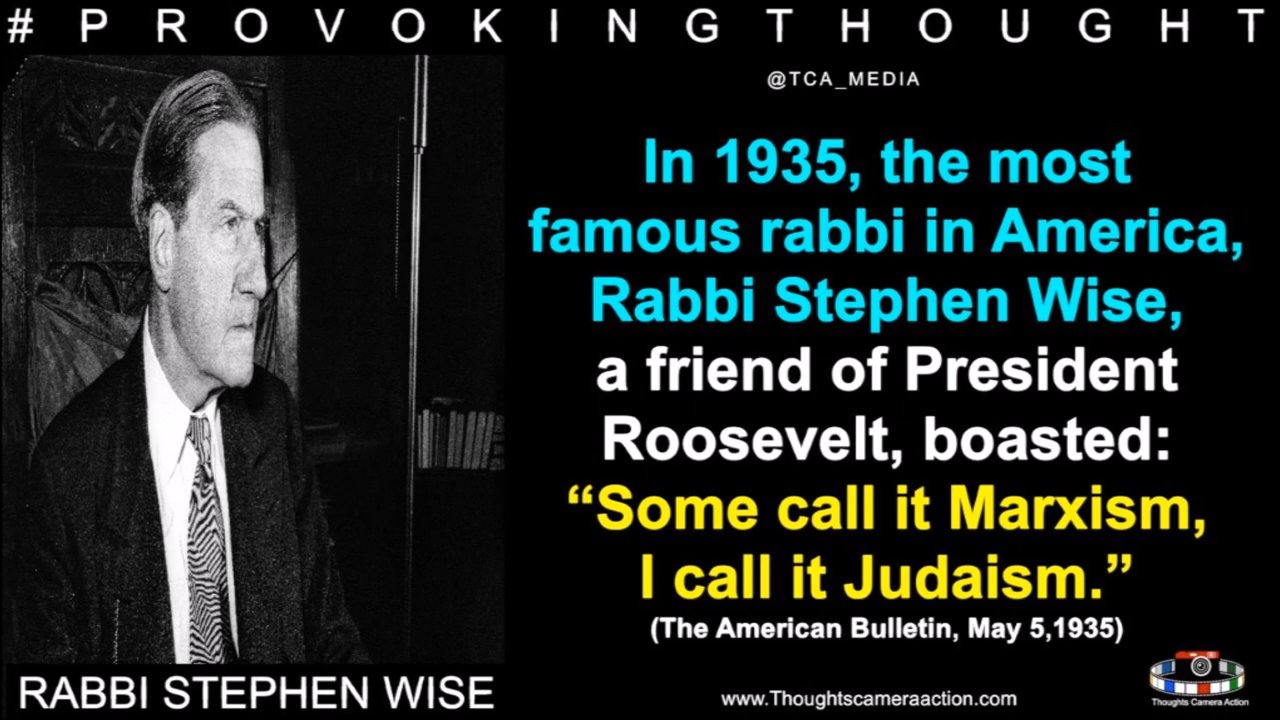 #PROVOKINGTHOUGHT
@TCA_MEDIA
In 1935, the most
famous rabbi in America,
Rabbi Stephen Wise,
a friend of President
Roosevelt, boasted:
“Some call it Marxism,
I call it Judaism.”
(The American Bulletin, May 5,1935)
RABBI STEPHEN WISE
www.Thoughtscameraaction.com
Thoughts Camera Action